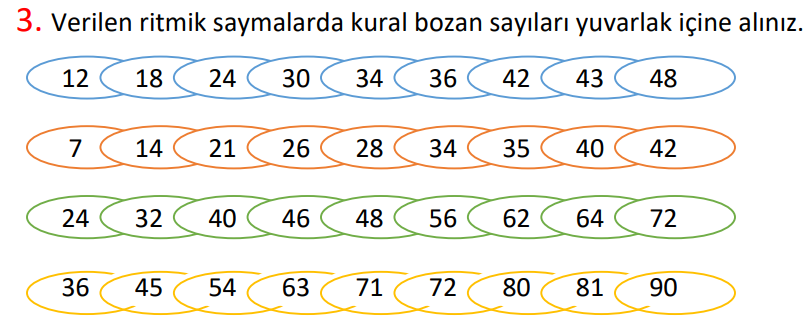 3. Verilen ritmik saymalarda kural bozan sayıları yuvarlak içine alınız.
12 18 24 30 34 36 42 43 48
7 14 21 26 28 34 35 40 42
24 32 40 46 48 56 62 64 72
36 45 54 63 71 72 80 81 90